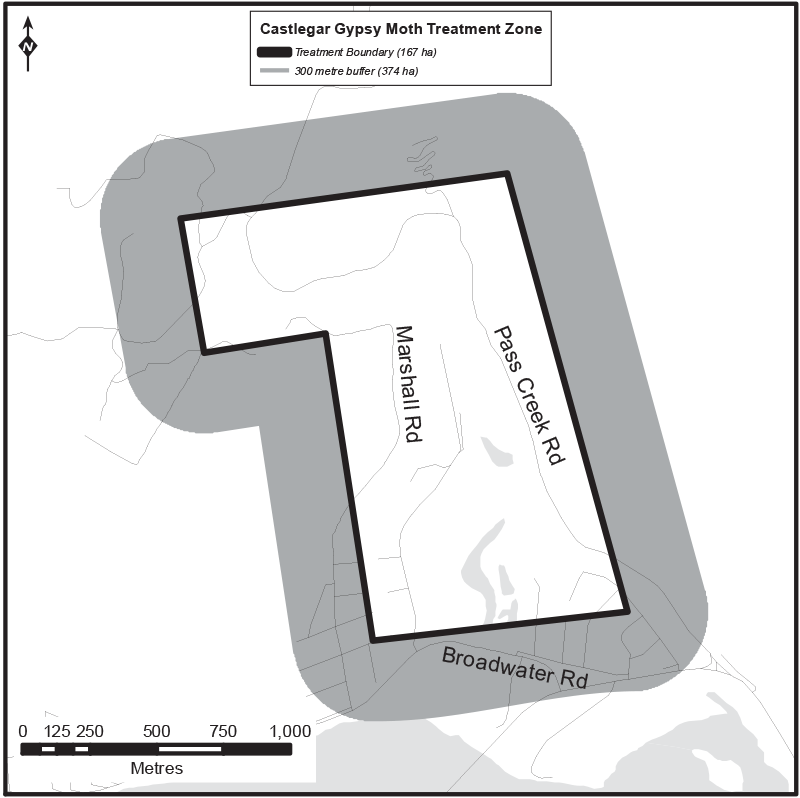 Castlegar Gypsy Moth Treatment Zone
Treatment Boundary (167 ha)
300 metre buffer (374 ha)
N
Marshall Rd
Pass Creek Rd
Broadwater Rd
0 125 250 500 750 1,000
Metres